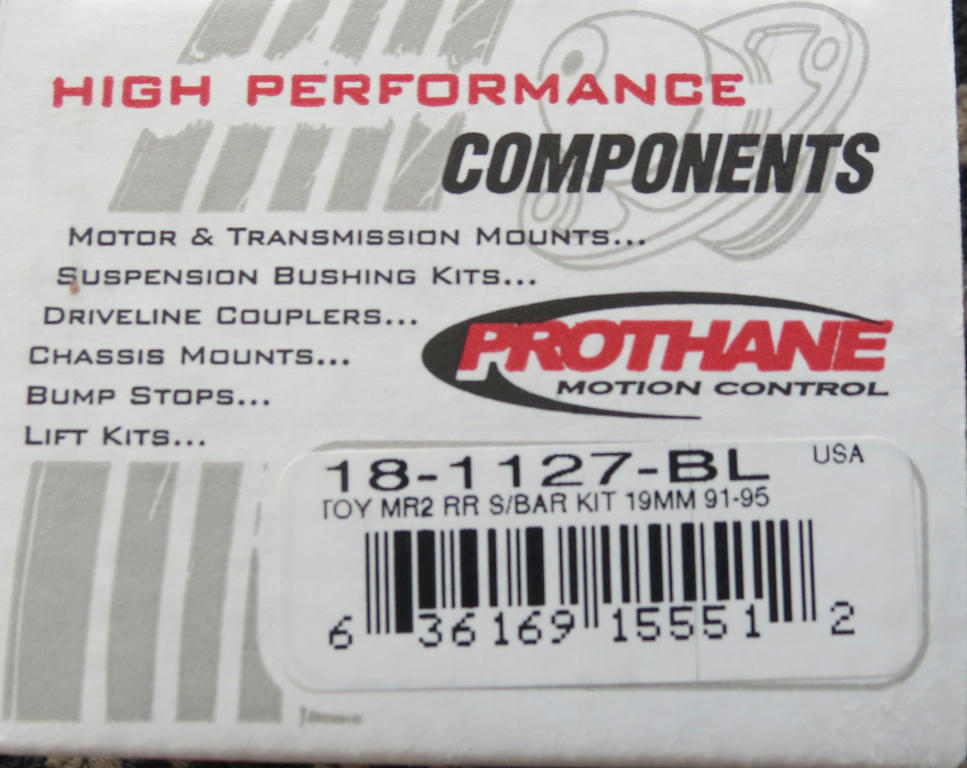 HIGH PERFORMANCE
COMPONENTS
MOTOR & TRANSMISSION MOUNTS...
SUSPENSION BUSHING KITS...
DRIVELINE COUPLERS...
CHASSIS MOUNTS...
BUMP STOPS...
LIFT KITS...
PROTHANE
MOTION CONTROL
18-1127-BL USA
TOY MR2 RR S/BAR KIT 19MM 91-95
6 36169 15551 2